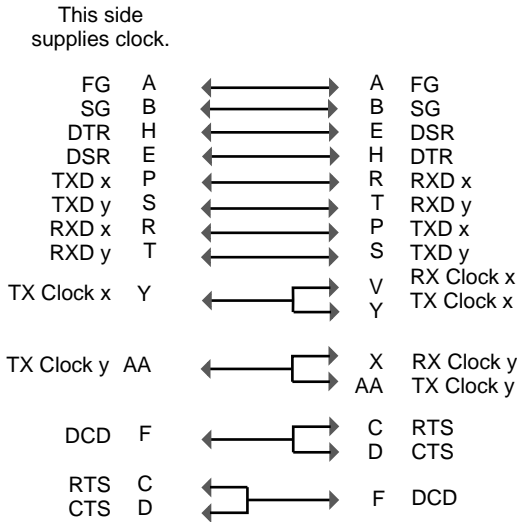 This side
supplies clock.
FG A A FG
SG B B SG
DTR H E DSR
DSR E H DTR
TXD x P R RXD x
TXD y S T RXD y
RXD x R P TXD x
RXD y T S TXD y
V RX Clock x
TX Clock x Y
Y TX Clock x
X RX Clock y
TX Clock y AA
AA TX Clock y
C RTS
DCD F
D CTS
RTS C
F DCD
CTS D